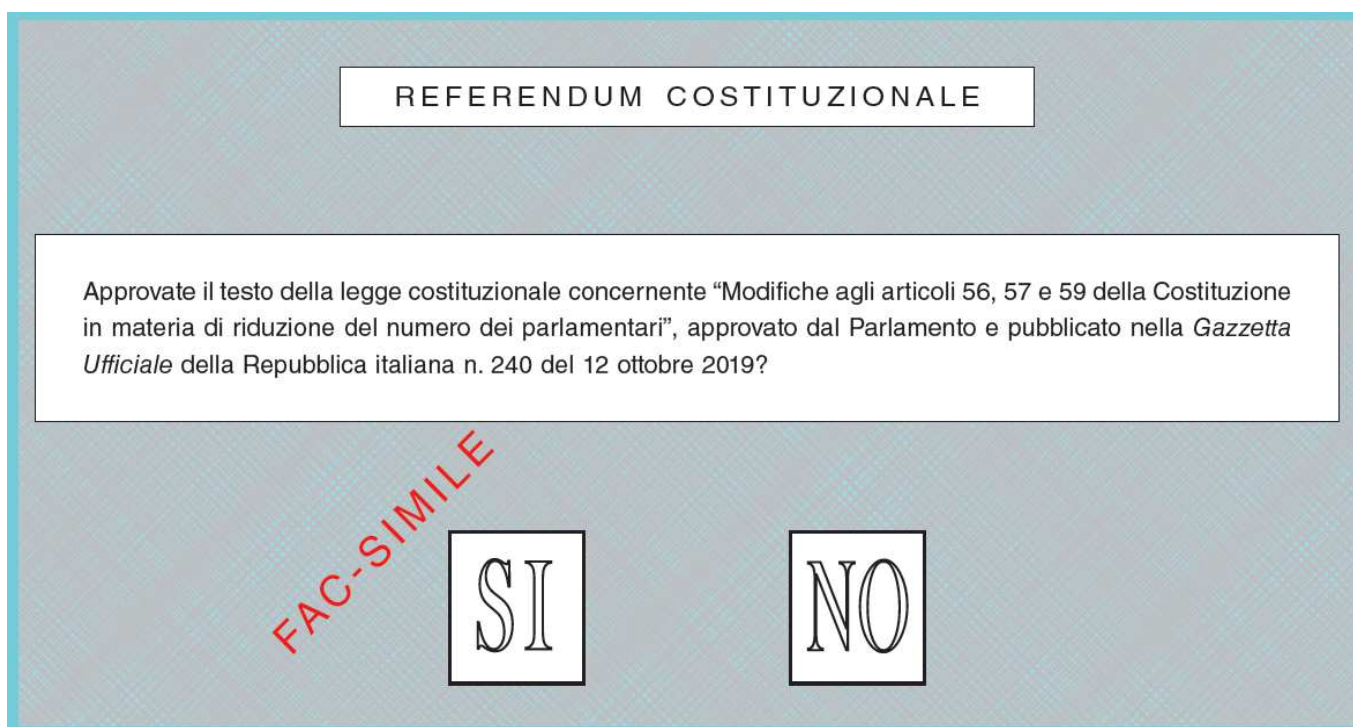 REFERENDUM COSTITUZIONALE
Approvate il testo della legge costituzionale concernente “Modifiche agli articoli 56, 57 e 59 della Costituzione
in materia di riduzione del numero dei parlamentari”, approvato dal Parlamento e pubblicato nella Gazzetta
Ufficiale della Repubblica italiana n. 240 del 12 ottobre 2019?
FAC-SIMILE
SI
NO